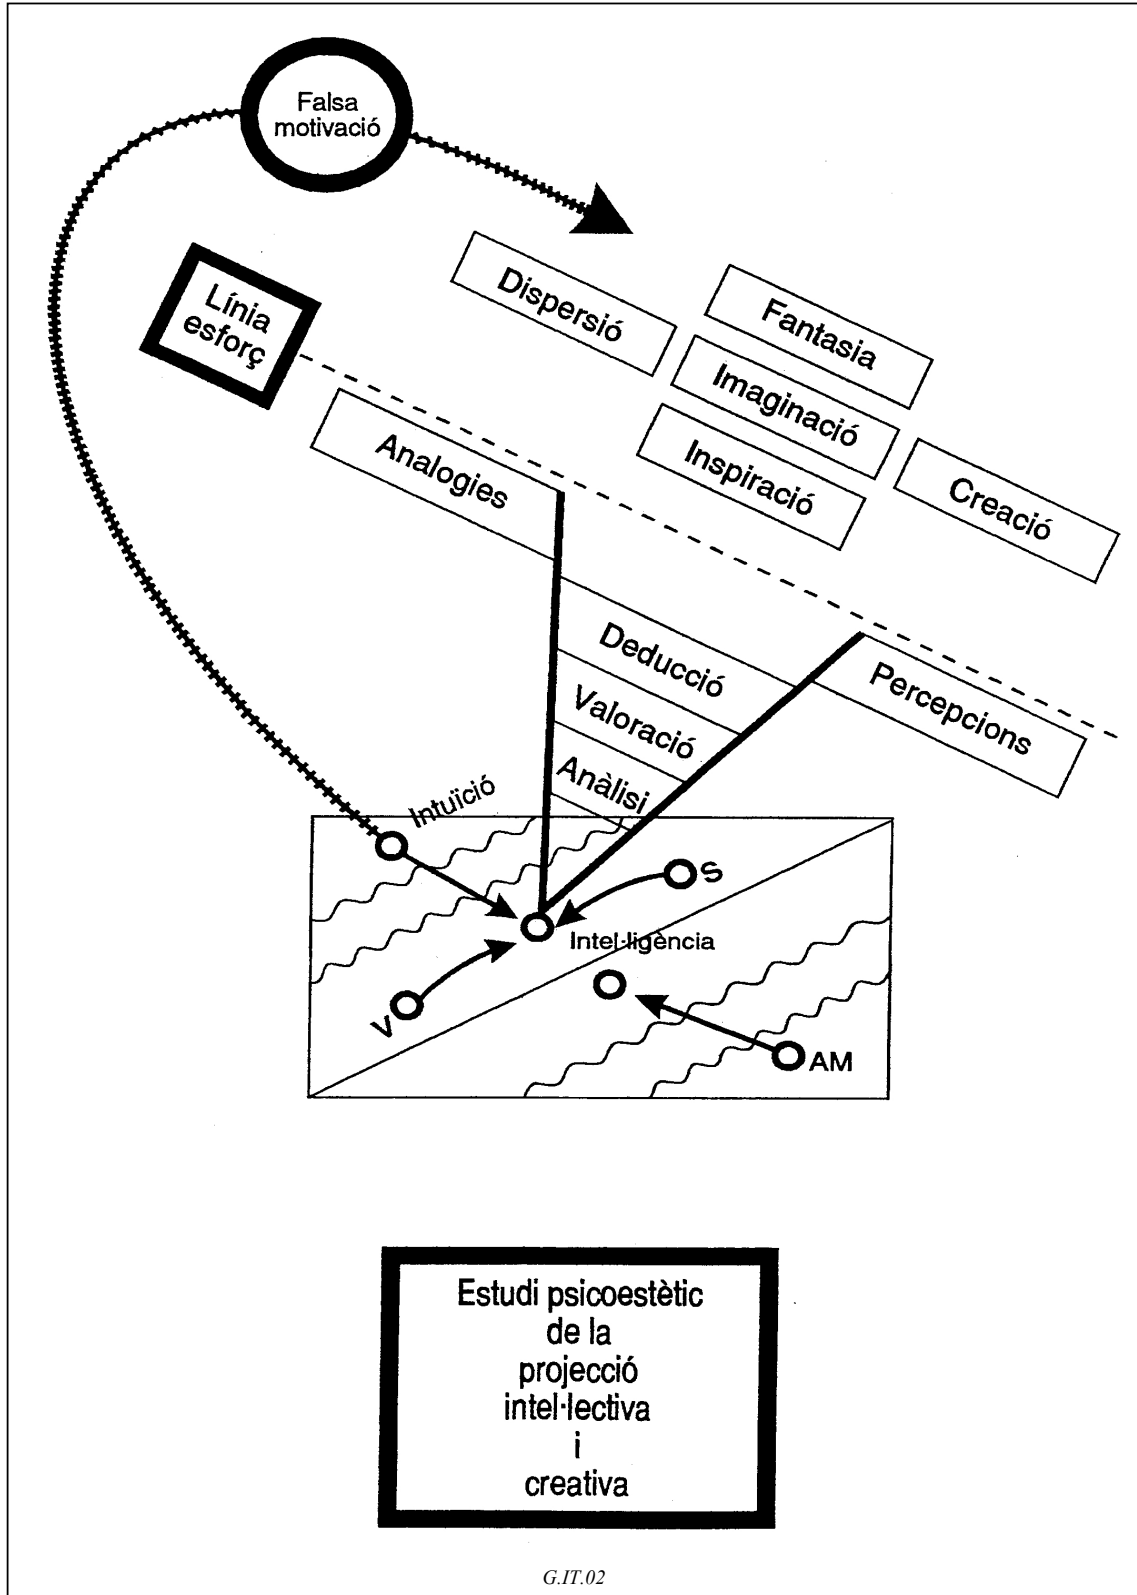 Falsa
motivació
Línia
esforç
Dispersió
Fantasia
Imaginació
Inspiració
Creació
Analogies
Deducció
Valoració
Anàlisi
Percepcions
Intuïció
S
Intel·ligència
V
AM
Estudi psicoestètic
de la
projecció
intel·lectiva
i
creativa
G.IT.02